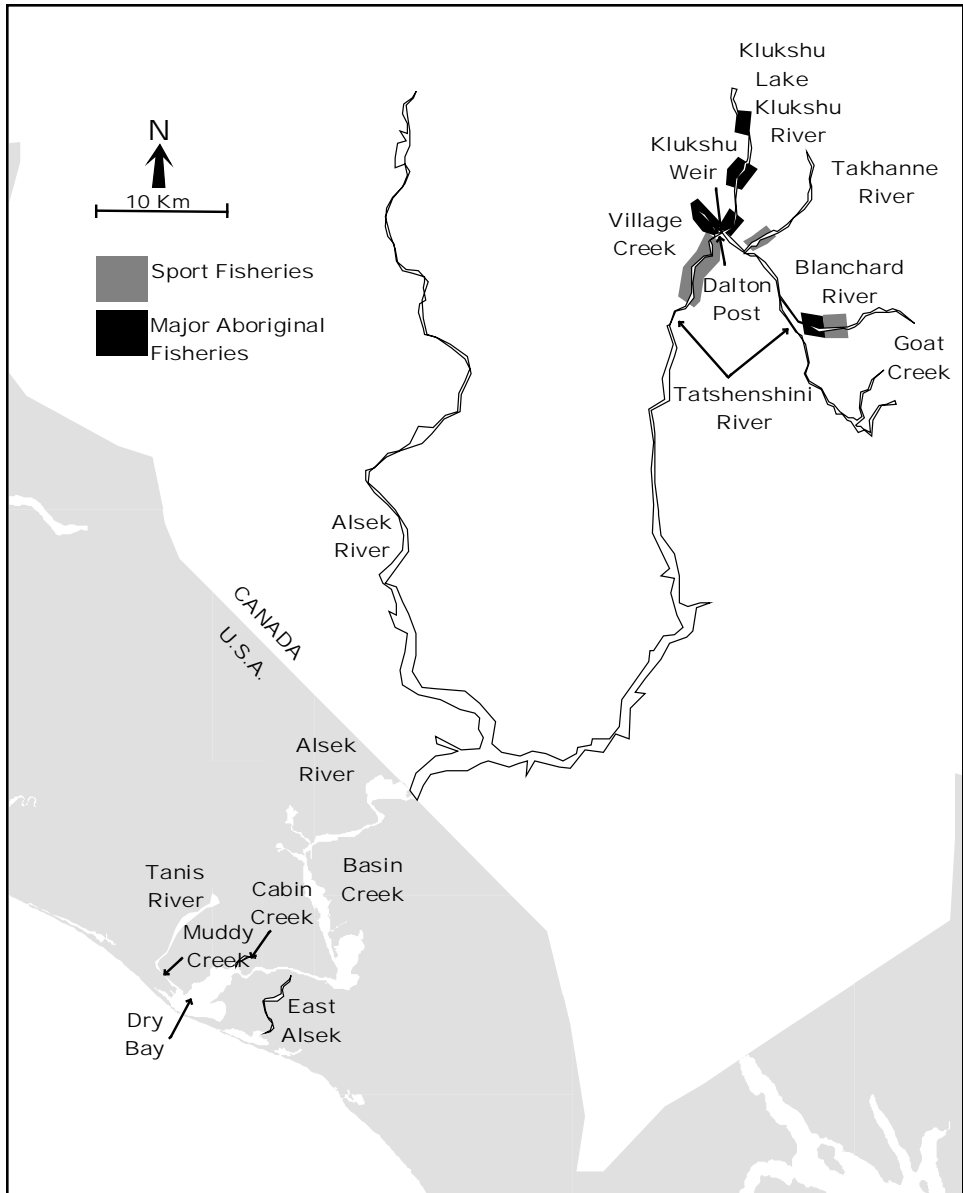 Klukshu
Lake
Klukshu
River
N
Klukshu
Weir
Takhanne
River
10 Km
Village
Creek
Sport Fisheries
Blanchard
River
Dalton
Post
Major Aboriginal
Fisheries
Goat
Creek
Tatshenshini
River
Alsek
River
CANADA
U.S.A.
Alsek
River
Tanis
River
Cabin
Creek
Basin
Creek
Muddy
Creek
East
Alsek
Dry
Bay